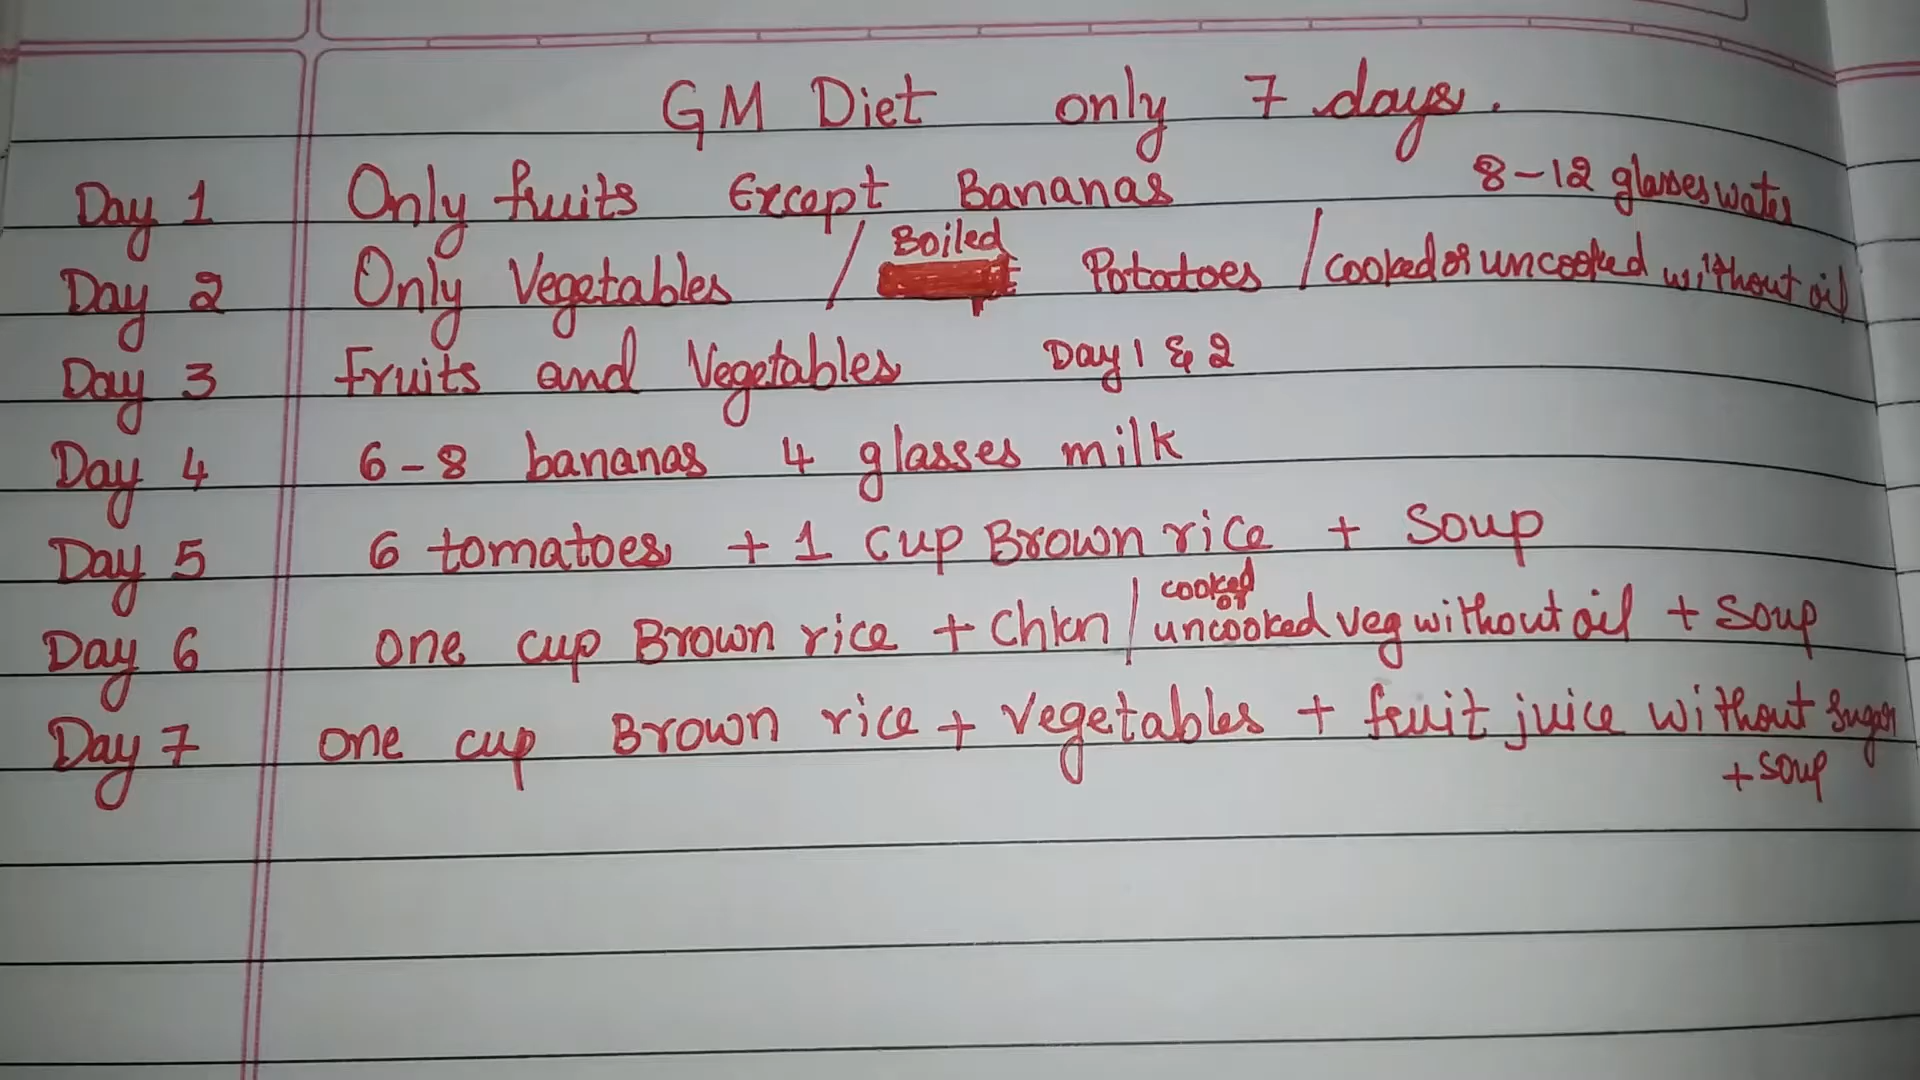 GM Diet only 7 days.
Day 1 Only fruits Except Bananas 8-12 glasses water
Day 2 Only Vegetables / Boiled Potatoes / cooked or uncooked without oil
Day 3 Fruits and Vegetables Day 1 & 2
Day 4 6-8 bananas 4 glasses milk
Day 5 6 tomatoes + 1 cup Brown rice + Soup
Day 6 one cup Brown rice + Chkn / cooked or uncooked veg without oil + Soup
Day 7 one cup Brown rice + vegetables + fruit juice without sugar
+ soup